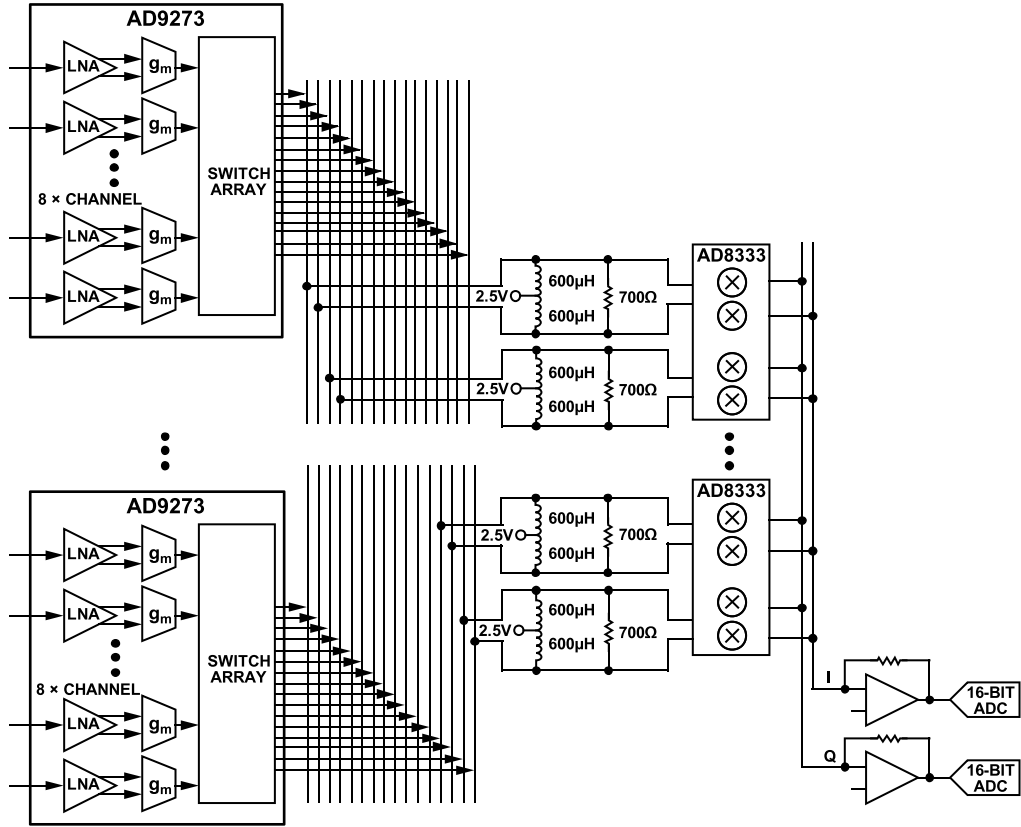 AD9273
LNA
gm
LNA
gm
8 × CHANNEL
LNA
gm
LNA
gm
SWITCH
ARRAY
2.5V
600µH
600µH
700Ω
2.5V
600µH
600µH
700Ω
AD8333
AD9273
LNA
gm
LNA
gm
8 × CHANNEL
LNA
gm
LNA
gm
SWITCH
ARRAY
2.5V
600µH
600µH
700Ω
2.5V
600µH
600µH
700Ω
AD8333
I
16-BIT
ADC
Q
16-BIT
ADC